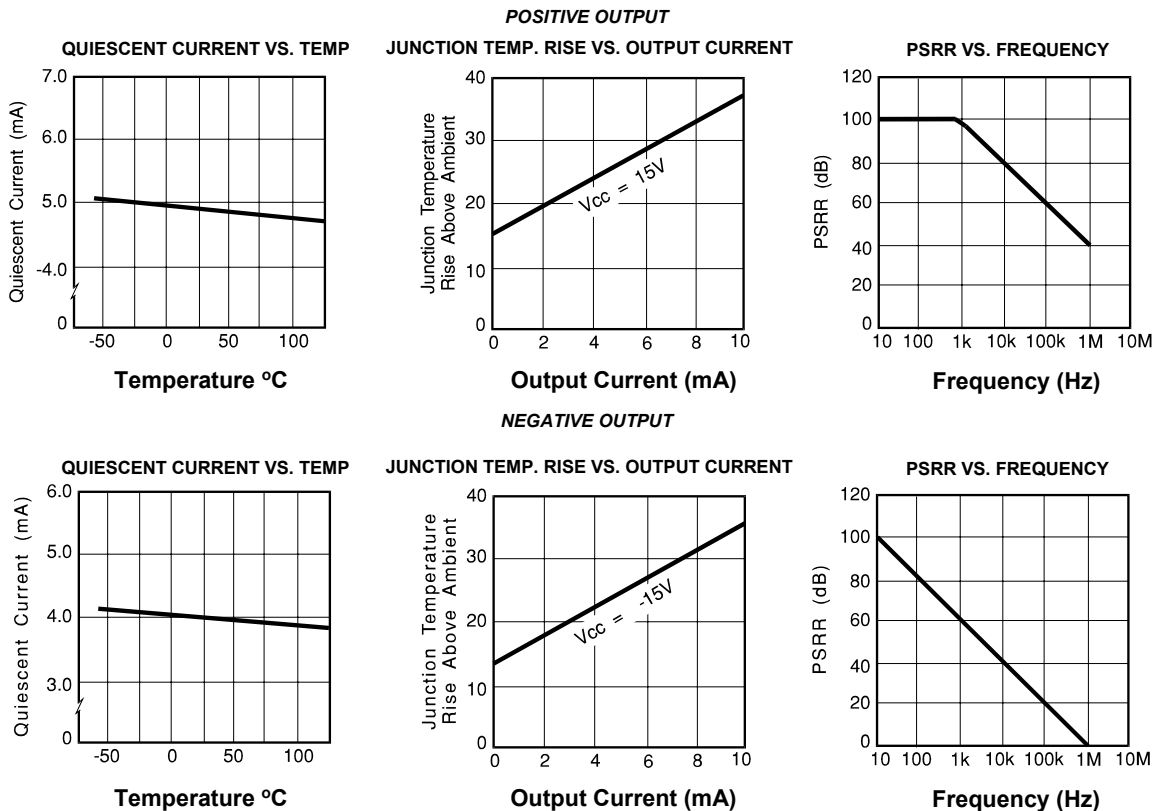 POSITIVE OUTPUT
QUIESCENT CURRENT VS. TEMP
7.0
6.0
5.0
-4.0
0
Quiescent Current (mA)
-50 0 50 100
Temperature ºC
JUNCTION TEMP. RISE VS. OUTPUT CURRENT
40
30
20
10
0
Junction Temperature
Rise Above Ambient
Vcc = 15V
0 2 4 6 8 10
Output Current (mA)
PSRR VS. FREQUENCY
120
100
80
60
40
20
0
PSRR (dB)
10 100 1k 10k 100k 1M 10M
Frequency (Hz)
NEGATIVE OUTPUT
QUIESCENT CURRENT VS. TEMP
6.0
5.0
4.0
3.0
0
Quiescent Current (mA)
-50 0 50 100
Temperature ºC
JUNCTION TEMP. RISE VS. OUTPUT CURRENT
40
30
20
10
0
Junction Temperature
Rise Above Ambient
Vcc = -15V
0 2 4 6 8 10
Output Current (mA)
PSRR VS. FREQUENCY
120
100
80
60
40
20
0
PSRR (dB)
10 100 1k 10k 100k 1M 10M
Frequency (Hz)